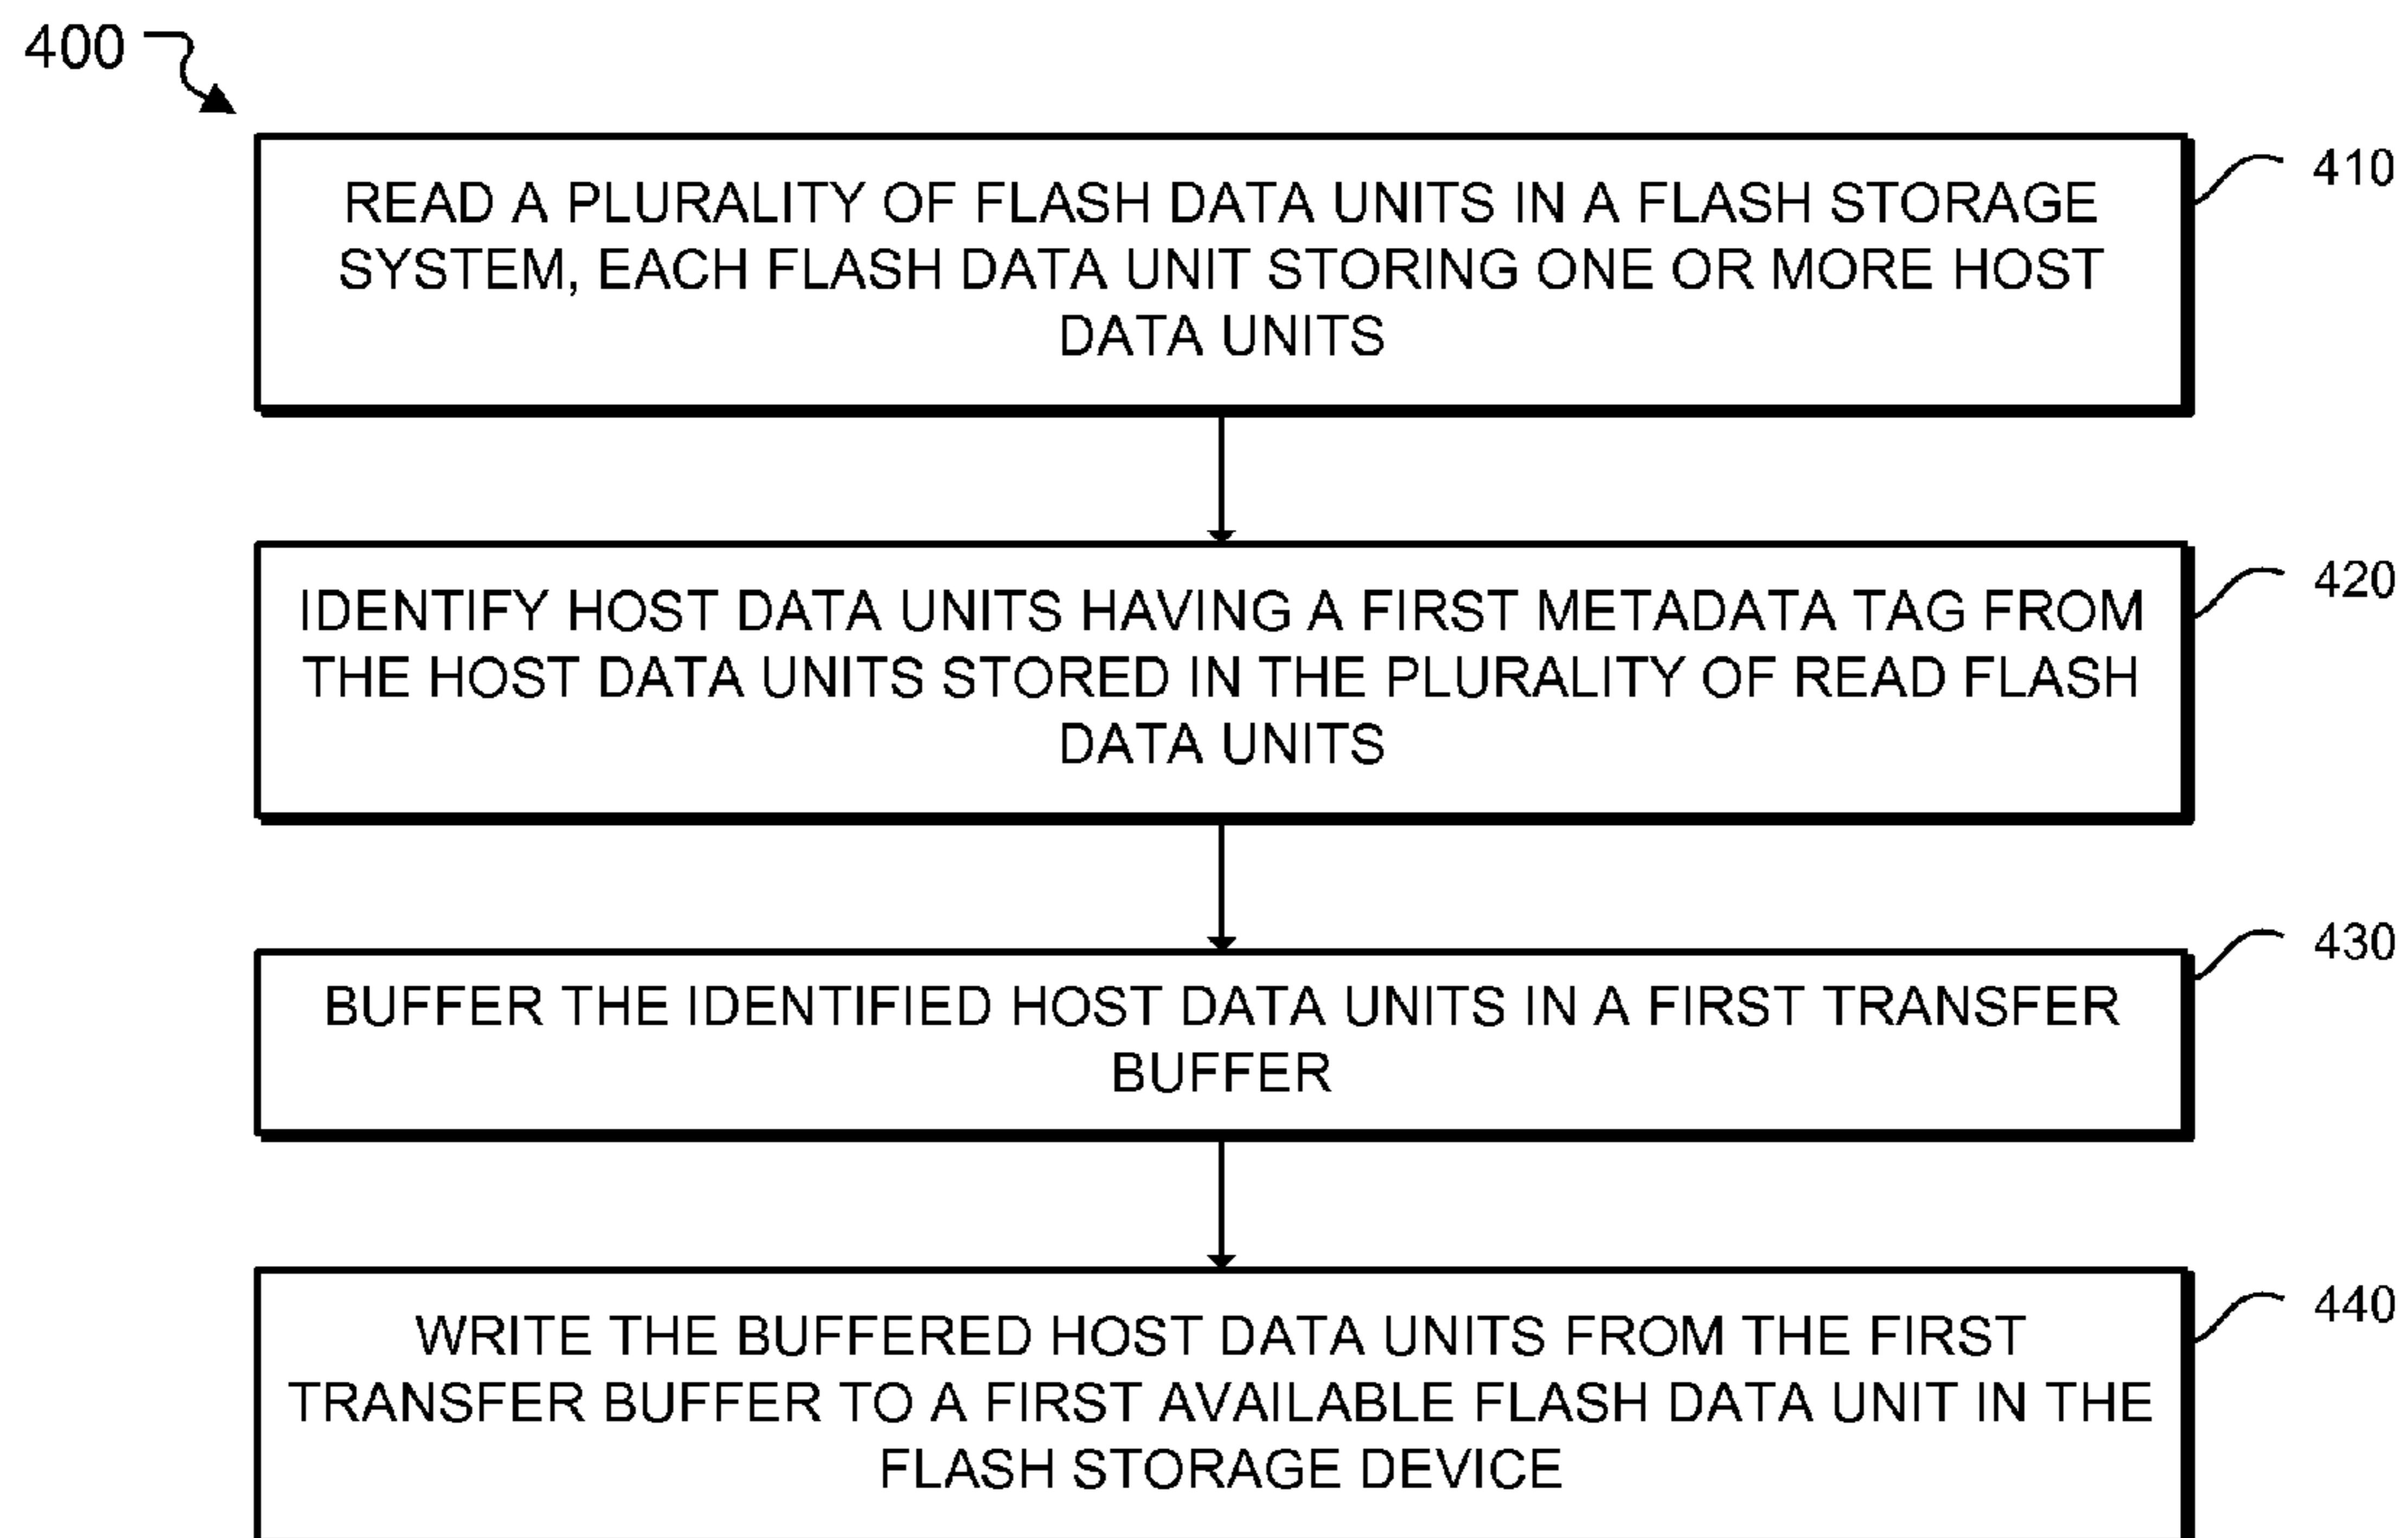 400
READ A PLURALITY OF FLASH DATA UNITS IN A FLASH STORAGE
SYSTEM, EACH FLASH DATA UNIT STORING ONE OR MORE HOST
DATA UNITS
410
IDENTIFY HOST DATA UNITS HAVING A FIRST METADATA TAG FROM
THE HOST DATA UNITS STORED IN THE PLURALITY OF READ FLASH
DATA UNITS
420
BUFFER THE IDENTIFIED HOST DATA UNITS IN A FIRST TRANSFER
BUFFER
430
WRITE THE BUFFERED HOST DATA UNITS FROM THE FIRST
TRANSFER BUFFER TO A FIRST AVAILABLE FLASH DATA UNIT IN THE
FLASH STORAGE DEVICE
440